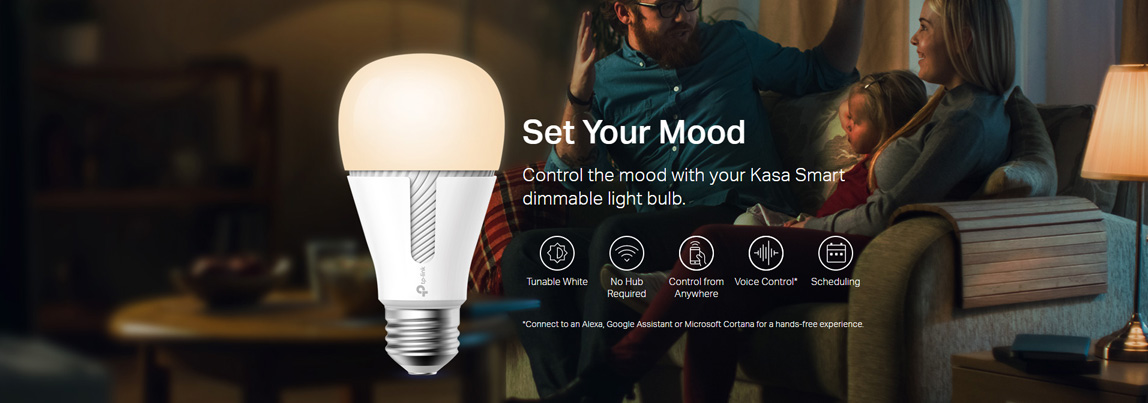 Set Your Mood
Control the mood with your Kasa Smart
dimmable light bulb.
Tunable White
No Hub
Required
Control from
Anywhere
Voice Control*
Scheduling
*Connect to an Alexa, Google Assistant or Microsoft Cortana for a hands-free experience.
tp-link